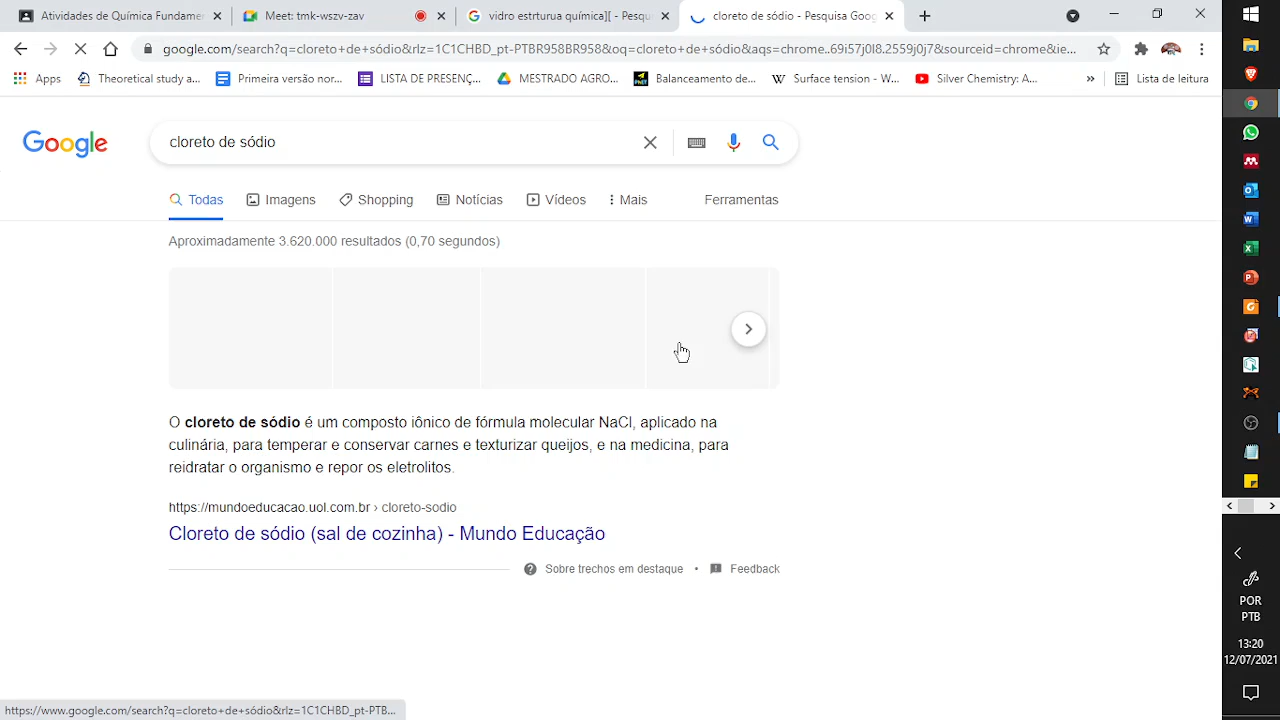 Atividades de Química Fundamer
Meet: tmk-wszv-zav
vidro estrturua química][ - Pesqu
cloreto de sódio - Pesquisa Goog
google.com/search?q=cloreto+de+sódio&rlz=1C1CHBD_pt-PTBR958BR958&oq=cloreto+de+sódio&aqs=chrome..69i57j0l8.2559j0j7&sourceid=chrome&ie...
Apps
Theoretical study a...
Primeira versão nor...
LISTA DE PRESENÇ...
MESTRADO AGRO...
Balanceamento de...
Surface tension - W...
Silver Chemistry: A...
»
Lista de leitura
Google
cloreto de sódio
Todas
Imagens
Shopping
Notícias
Vídeos
Mais
Ferramentas
Aproximadamente 3.620.000 resultados (0,70 segundos)
O cloreto de sódio é um composto iônico de fórmula molecular NaCl, aplicado na
culinária, para temperar e conservar carnes e texturizar queijos, e na medicina, para
reidratar o organismo e repor os eletrolitos.
https://mundoeducacao.uol.com.br › cloreto-sodio
Cloreto de sódio (sal de cozinha) - Mundo Educação
Sobre trechos em destaque • Feedback
https://www.google.com/search?q=cloreto+de+sódio&rlz=1C1CHBD_pt-PTB...
POR
PTB
13:20
12/07/2021